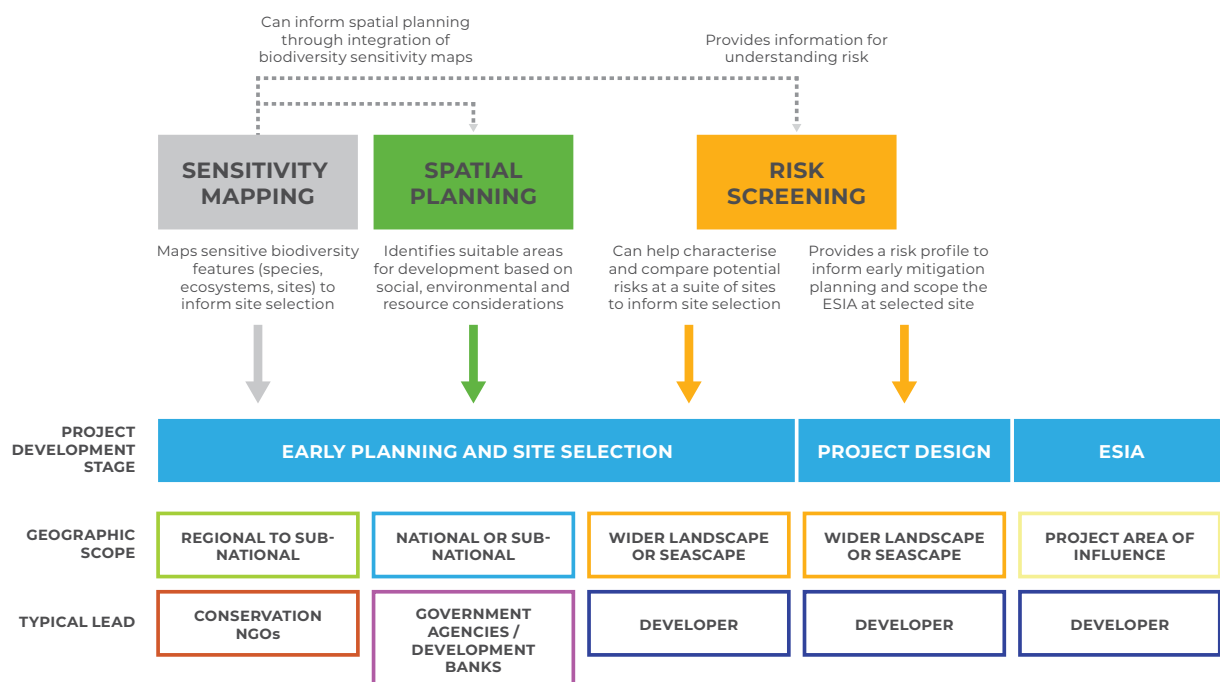 Can inform spatial planning
through integration of
biodiversity sensitivity maps
Provides information for
understanding risk
SENSITIVITY
MAPPING
SPATIAL
PLANNING
RISK
SCREENING
Maps sensitive biodiversity
features (species,
ecosystems, sites) to
inform site selection
Identifies suitable areas
for development based on
social, environmental and
resource considerations
Can help characterise
and compare potential
risks at a suite of sites
to inform site selection
Provides a risk profile to
inform early mitigation
planning and scope the
ESIA at selected site
PROJECT
DEVELOPMENT
STAGE
EARLY PLANNING AND SITE SELECTION
PROJECT DESIGN
ESIA
GEOGRAPHIC
SCOPE
REGIONAL TO SUB-
NATIONAL
NATIONAL OR SUB-
NATIONAL
WIDER LANDSCAPE
OR SEASCAPE
WIDER LANDSCAPE
OR SEASCAPE
PROJECT AREA OF
INFLUENCE
TYPICAL LEAD
CONSERVATION
NGOs
GOVERNMENT
AGENCIES /
DEVELOPMENT
BANKS
DEVELOPER
DEVELOPER
DEVELOPER